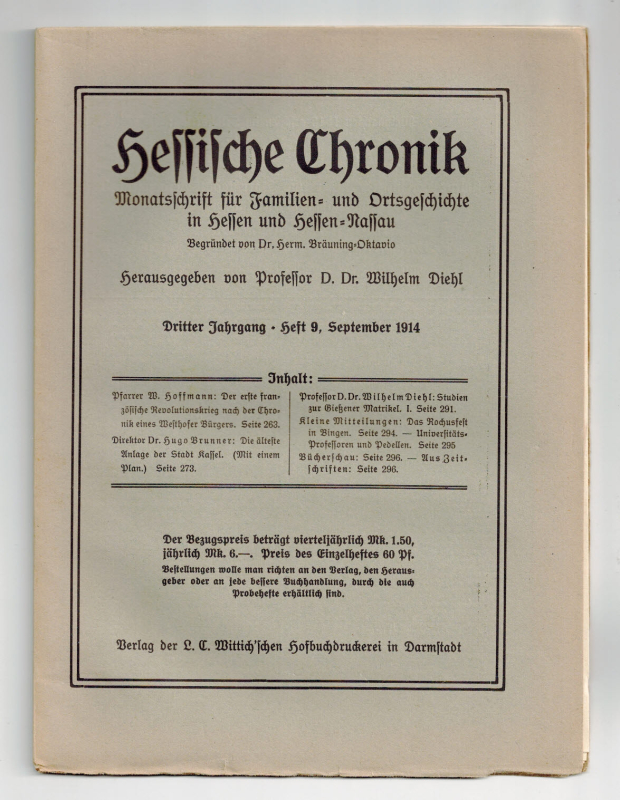 Hessische Chronik
Monatsschrift für Familien- und Ortsgeschichte
in Hessen und Hessen-Nassau
Begründet von Dr. Herm. Bräuning-Oktavio
Herausgegeben von Professor D. Dr. Wilhelm Diehl
Dritter Jahrgang · Heft 9, September 1914
Inhalt:
Pfarrer W. Hoffmann: Der erste fran-
zösische Revolutionskrieg nach der Chro-
nik eines Westhofer Bürgers. Seite 263.
Direktor Dr. Hugo Brunner: Die älteste
Anlage der Stadt Kassel. (Mit einem
Plan.) Seite 273.
Professor D. Dr. Wilhelm Diehl: Studien
zur Gießener Matrikel. I. Seite 291.
Kleine Mitteilungen: Das Rochusfest
in Bingen. Seite 294. — Universitäts-
Professoren und Pedellen. Seite 295
Bücherschau: Seite 296. — Aus Zeit-
schriften: Seite 296.
Der Bezugspreis beträgt vierteljährlich Mk. 1.50,
jährlich Mk. 6.—. Preis des Einzelheftes 60 Pf.
Bestellungen wolle man richten an den Verlag, den Heraus-
geber oder an jede bessere Buchhandlung, durch die auch
Probehefte erhältlich sind.
Verlag der L. C. Wittich'schen Hofbuchdruckerei in Darmstadt